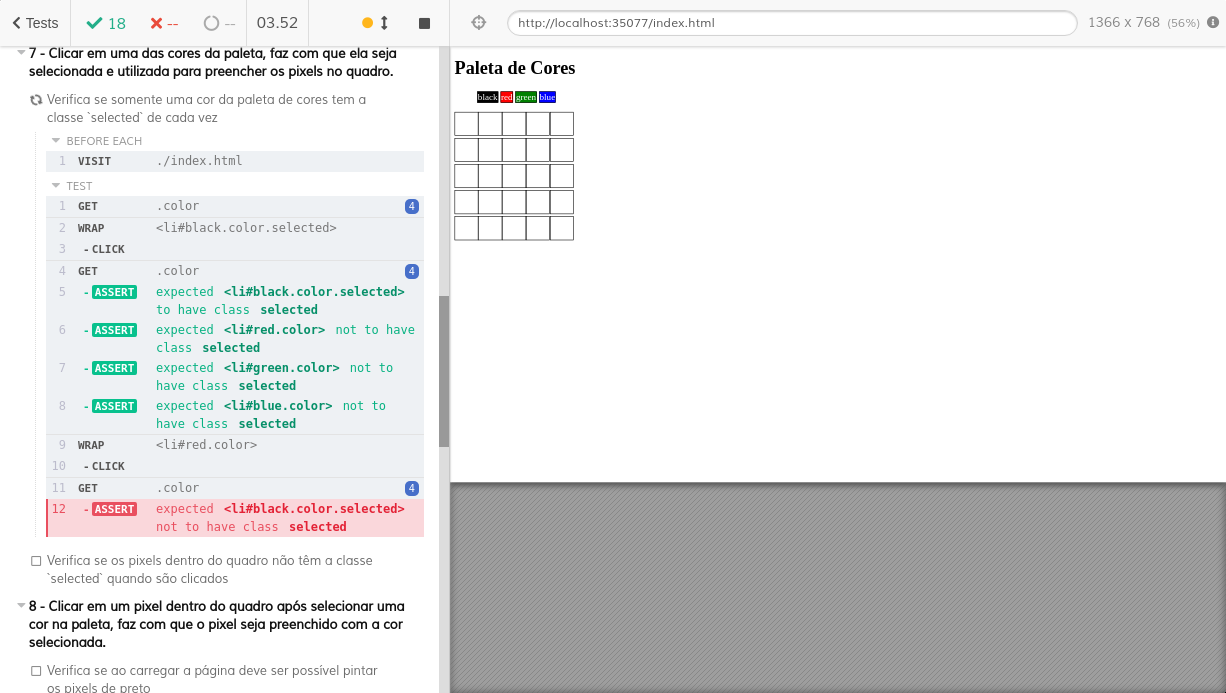 Tests
18
--
--
03.52
http://localhost:35077/index.html
1366 x 768 (56%)
7 - Clicar em uma das cores da paleta, faz com que ela seja
selecionada e utilizada para preencher os pixels no quadro.
Verifica se somente uma cor da paleta de cores tem a
classe `selected` de cada vez
BEFORE EACH
1 VISIT ./index.html
TEST
1 GET .color 4
2 WRAP <li#black.color.selected>
3 - CLICK
4 GET .color 4
5 - ASSERT expected <li#black.color.selected>
to have class selected
6 - ASSERT expected <li#red.color> not to have
class selected
7 - ASSERT expected <li#green.color> not to
have class selected
8 - ASSERT expected <li#blue.color> not to
have class selected
9 WRAP <li#red.color>
10 - CLICK
11 GET .color 4
12 - ASSERT expected <li#black.color.selected>
not to have class selected
Verifica se os pixels dentro do quadro não têm a classe
`selected` quando são clicados
8 - Clicar em um pixel dentro do quadro após selecionar uma
cor na paleta, faz com que o pixel seja preenchido com a cor
selecionada.
Verifica se ao carregar a página deve ser possível pintar
os pixels de preto
Paleta de Cores
black red green blue